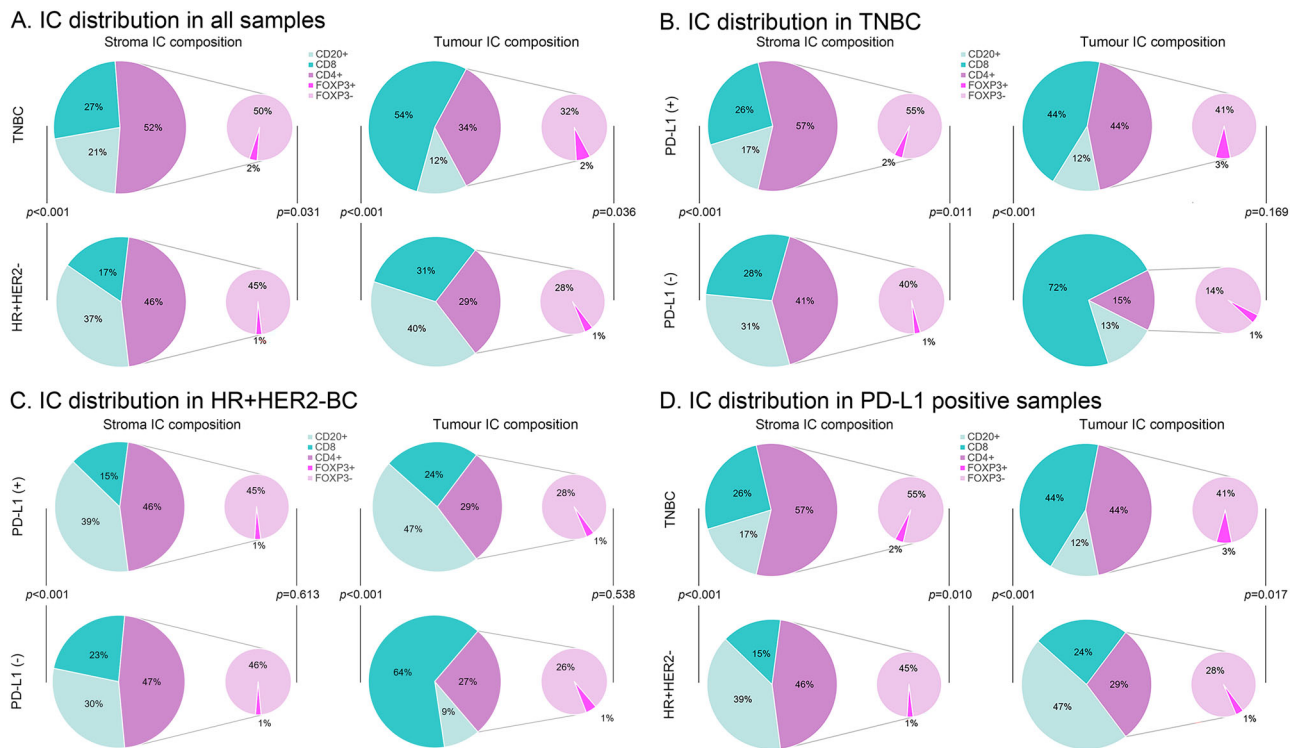 A. IC distribution in all samples
Stroma IC composition
Tumour IC composition
CD20+
CD8
CD4+
FOXP3+
FOXP3-
TNBC
27%
52%
21%
50%
2%
54%
34%
12%
32%
2%
p<0.001
p=0.031
p<0.001
p=0.036
HR+HER2-
17%
46%
37%
45%
1%
31%
29%
40%
28%
1%
B. IC distribution in TNBC
Stroma IC composition
Tumour IC composition
CD20+
CD8
CD4+
FOXP3+
FOXP3-
PD-L1 (+)
26%
57%
17%
55%
2%
44%
44%
12%
41%
3%
p<0.001
p=0.011
p<0.001
p=0.169
PD-L1 (-)
28%
41%
31%
40%
1%
72%
15%
13%
14%
1%
C. IC distribution in HR+HER2-BC
Stroma IC composition
Tumour IC composition
CD20+
CD8
CD4+
FOXP3+
FOXP3-
PD-L1 (+)
15%
46%
39%
45%
1%
24%
29%
47%
28%
1%
p<0.001
p=0.613
p<0.001
p=0.538
PD-L1 (-)
23%
47%
30%
46%
1%
64%
27%
9%
26%
1%
D. IC distribution in PD-L1 positive samples
Stroma IC composition
Tumour IC composition
CD20+
CD8
CD4+
FOXP3+
FOXP3-
TNBC
26%
57%
17%
55%
2%
44%
44%
12%
41%
3%
p<0.001
p=0.010
p<0.001
p=0.017
HR+HER2-
15%
46%
39%
45%
1%
24%
29%
47%
28%
1%